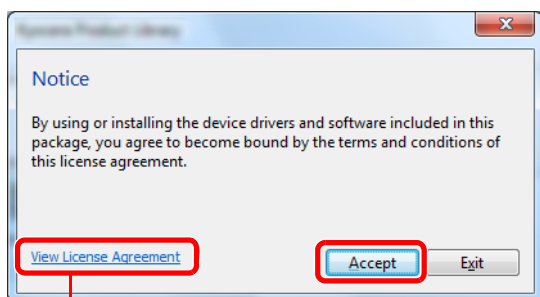 Notice
By using or installing the device drivers and software included in this
package, you agree to become bound by the terms and conditions of
this license agreement.
View License Agreement
Accept
Exit